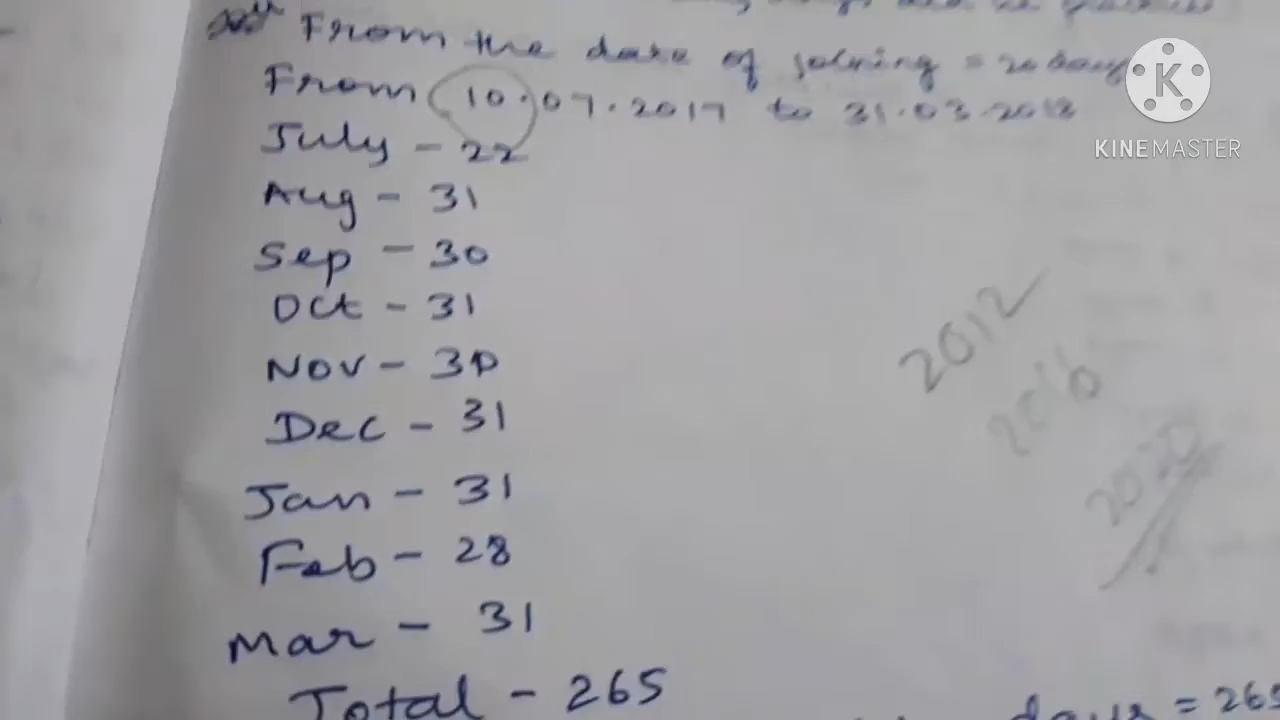 From the date of joining = 20 days
From 10.07.2017 to 31.03.2018
July - 22
Aug - 31
Sep - 30
Oct - 31
Nov - 30
Dec - 31
Jan - 31
Feb - 28
Mar - 31
Total - 265
days = 265
2012
2016
2020
KINEMASTER